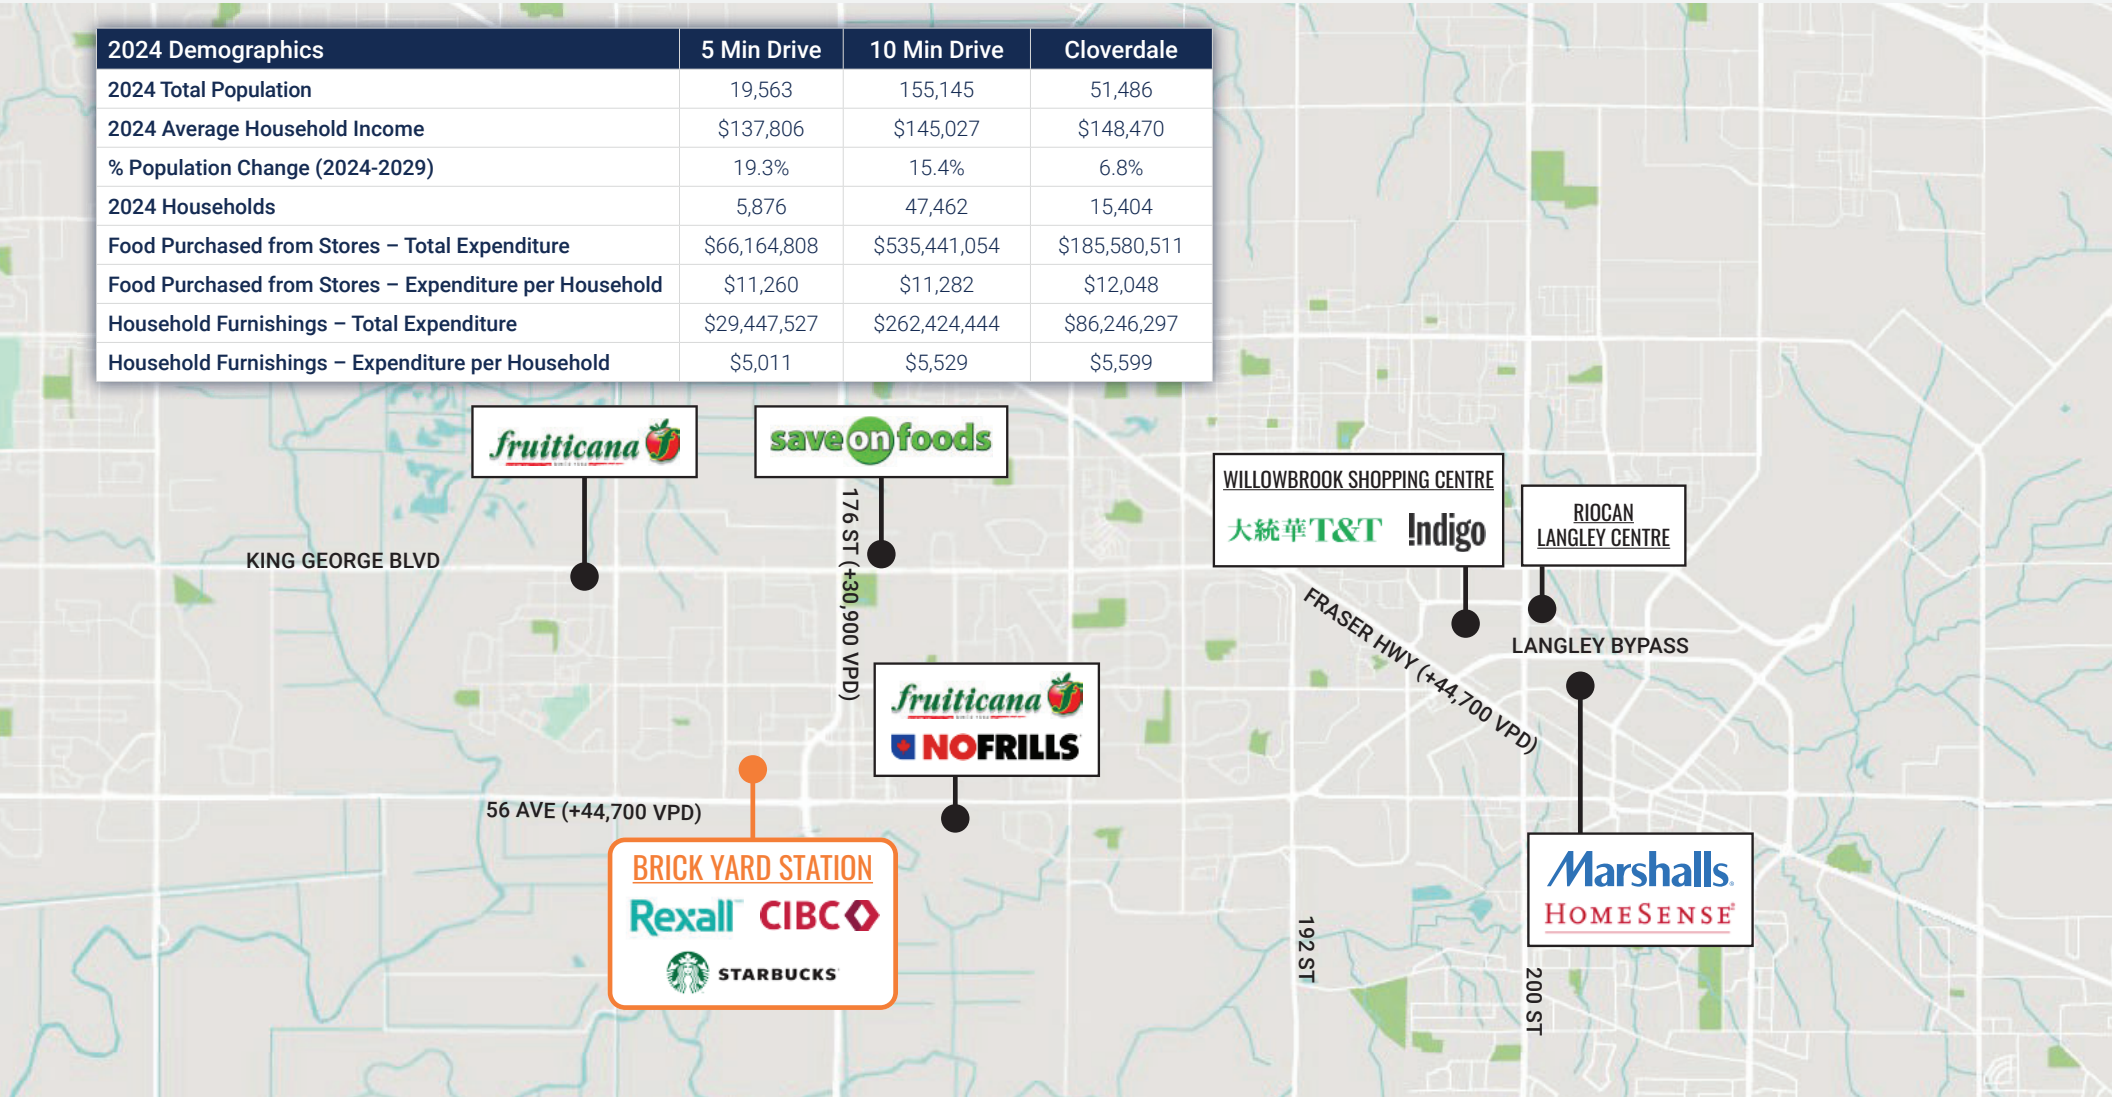 2024 Demographics 5 Min Drive 10 Min Drive Cloverdale
2024 Total Population 19,563 155,145 51,486
2024 Average Household Income $137,806 $145,027 $148,470
% Population Change (2024-2029) 19.3% 15.4% 6.8%
2024 Households 5,876 47,462 15,404
Food Purchased from Stores – Total Expenditure $66,164,808 $535,441,054 $185,580,511
Food Purchased from Stores – Expenditure per Household $11,260 $11,282 $12,048
Household Furnishings – Total Expenditure $29,447,527 $262,424,444 $86,246,297
Household Furnishings – Expenditure per Household $5,011 $5,529 $5,599
fruiticana
save on foods
WILLOWBROOK SHOPPING CENTRE
大統華T&T Indigo
RIOCAN
LANGLEY CENTRE
KING GEORGE BLVD
176 ST (+30,900 VPD)
FRASER HWY (+44,700 VPD)
LANGLEY BYPASS
fruiticana
NOFRILLS
56 AVE (+44,700 VPD)
BRICK YARD STATION
Rexall CIBC
STARBUCKS
Marshalls
HOMESENSE
192 ST
200 ST